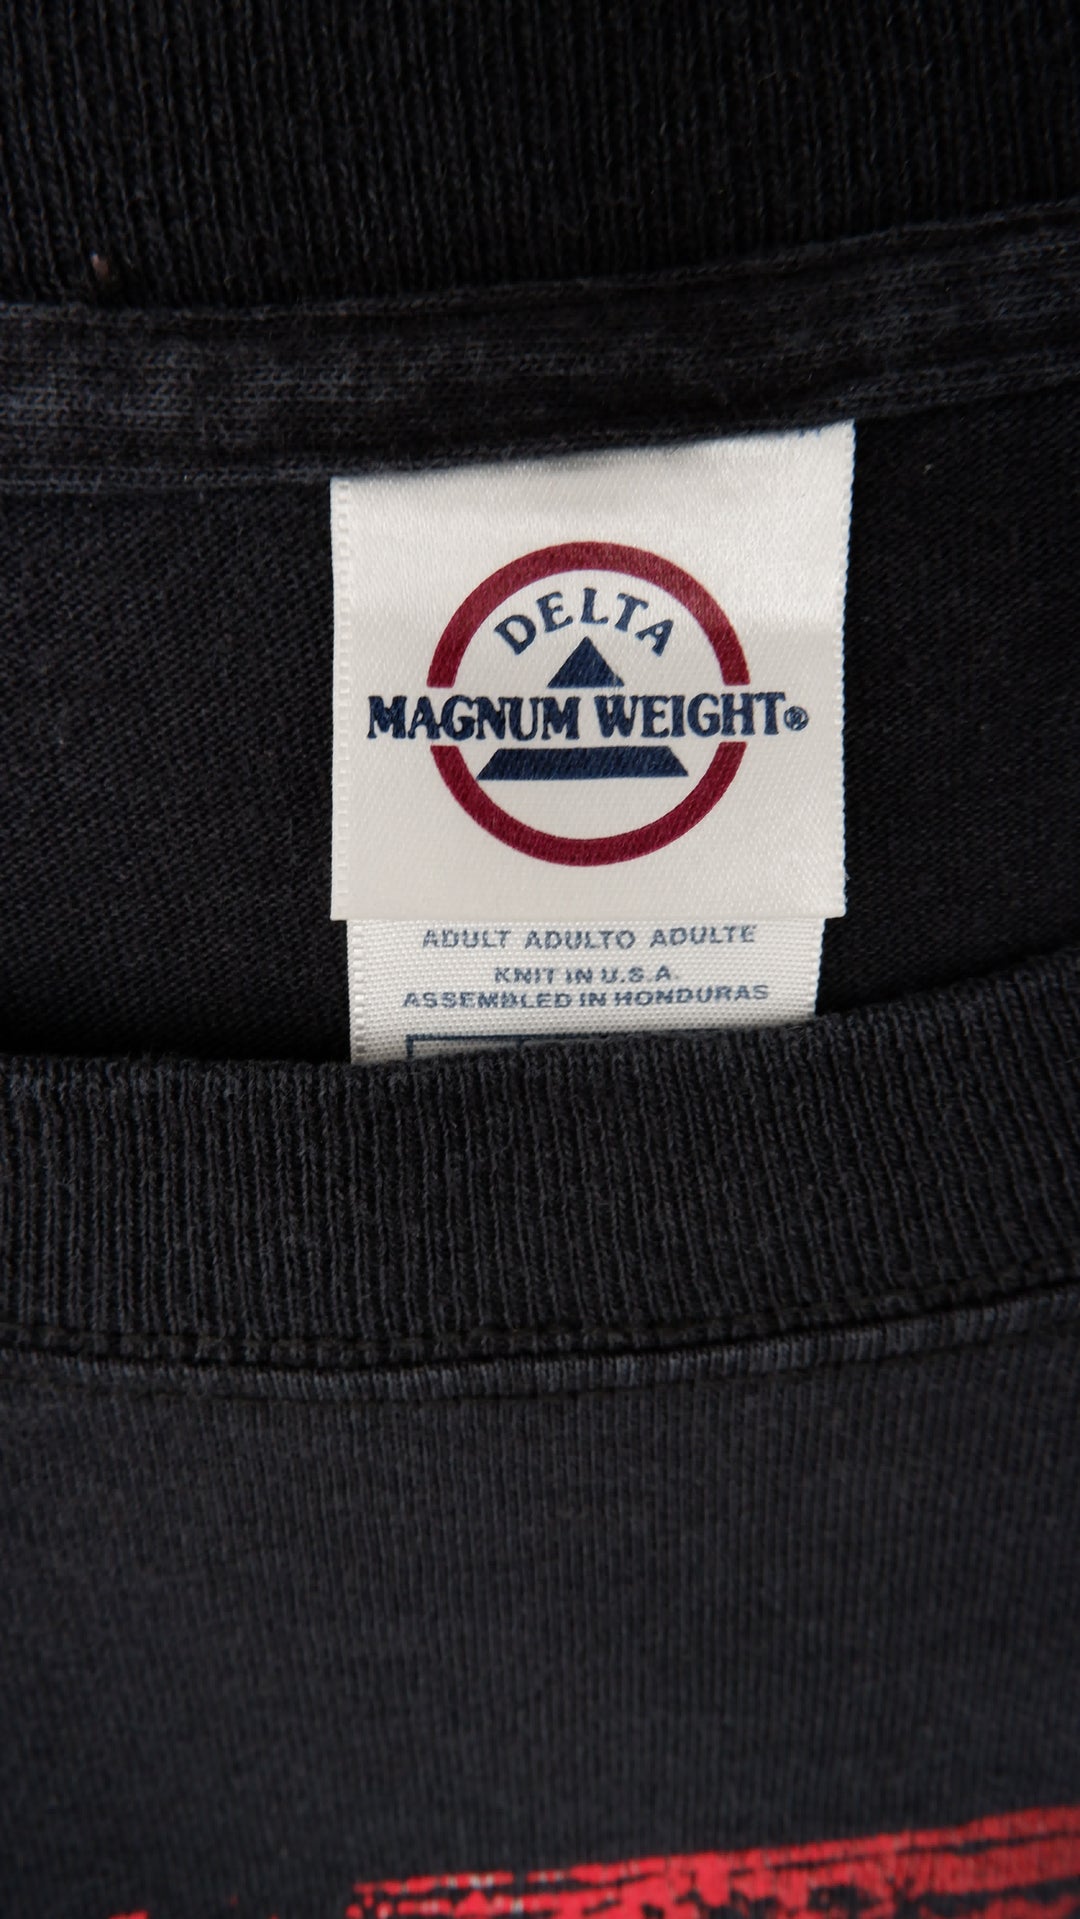 DELTA
MAGNUM WEIGHT®
ADULT ADULTO ADULTE
KNIT IN U.S.A.
ASSEMBLED IN HONDURAS